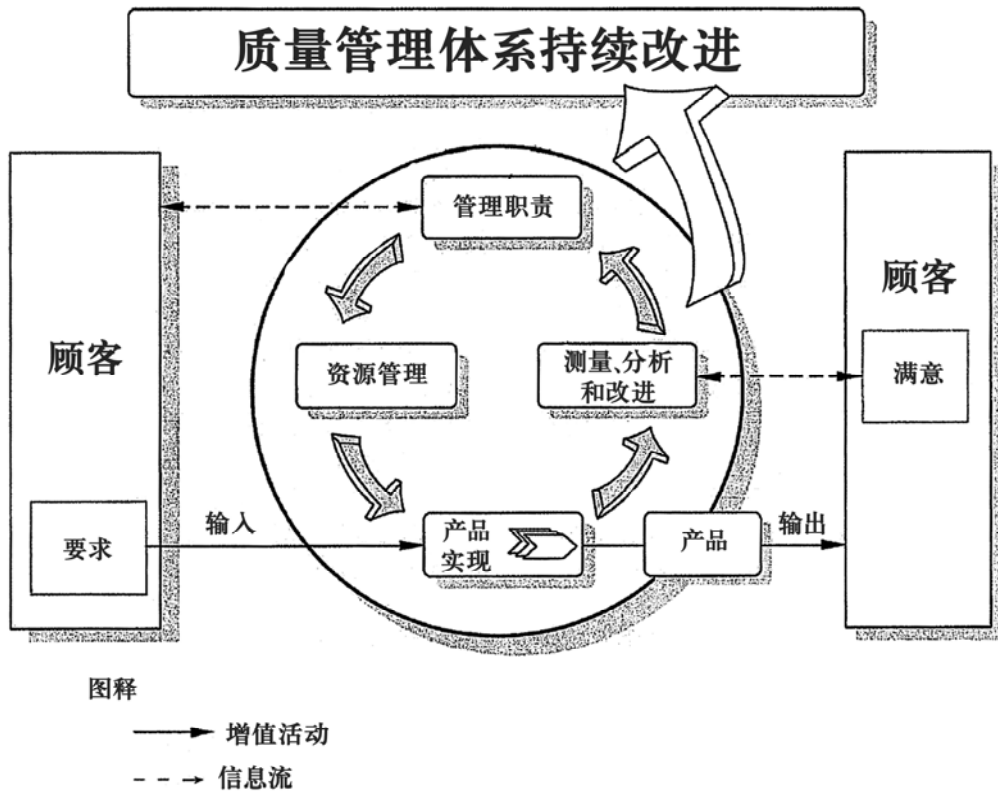 质量管理体系持续改进
管理职责
顾客
顾客
资源管理
测量、分析
和改进
满意
输入
要求
产品
实现
产品
输出
图释
增值活动
信息流